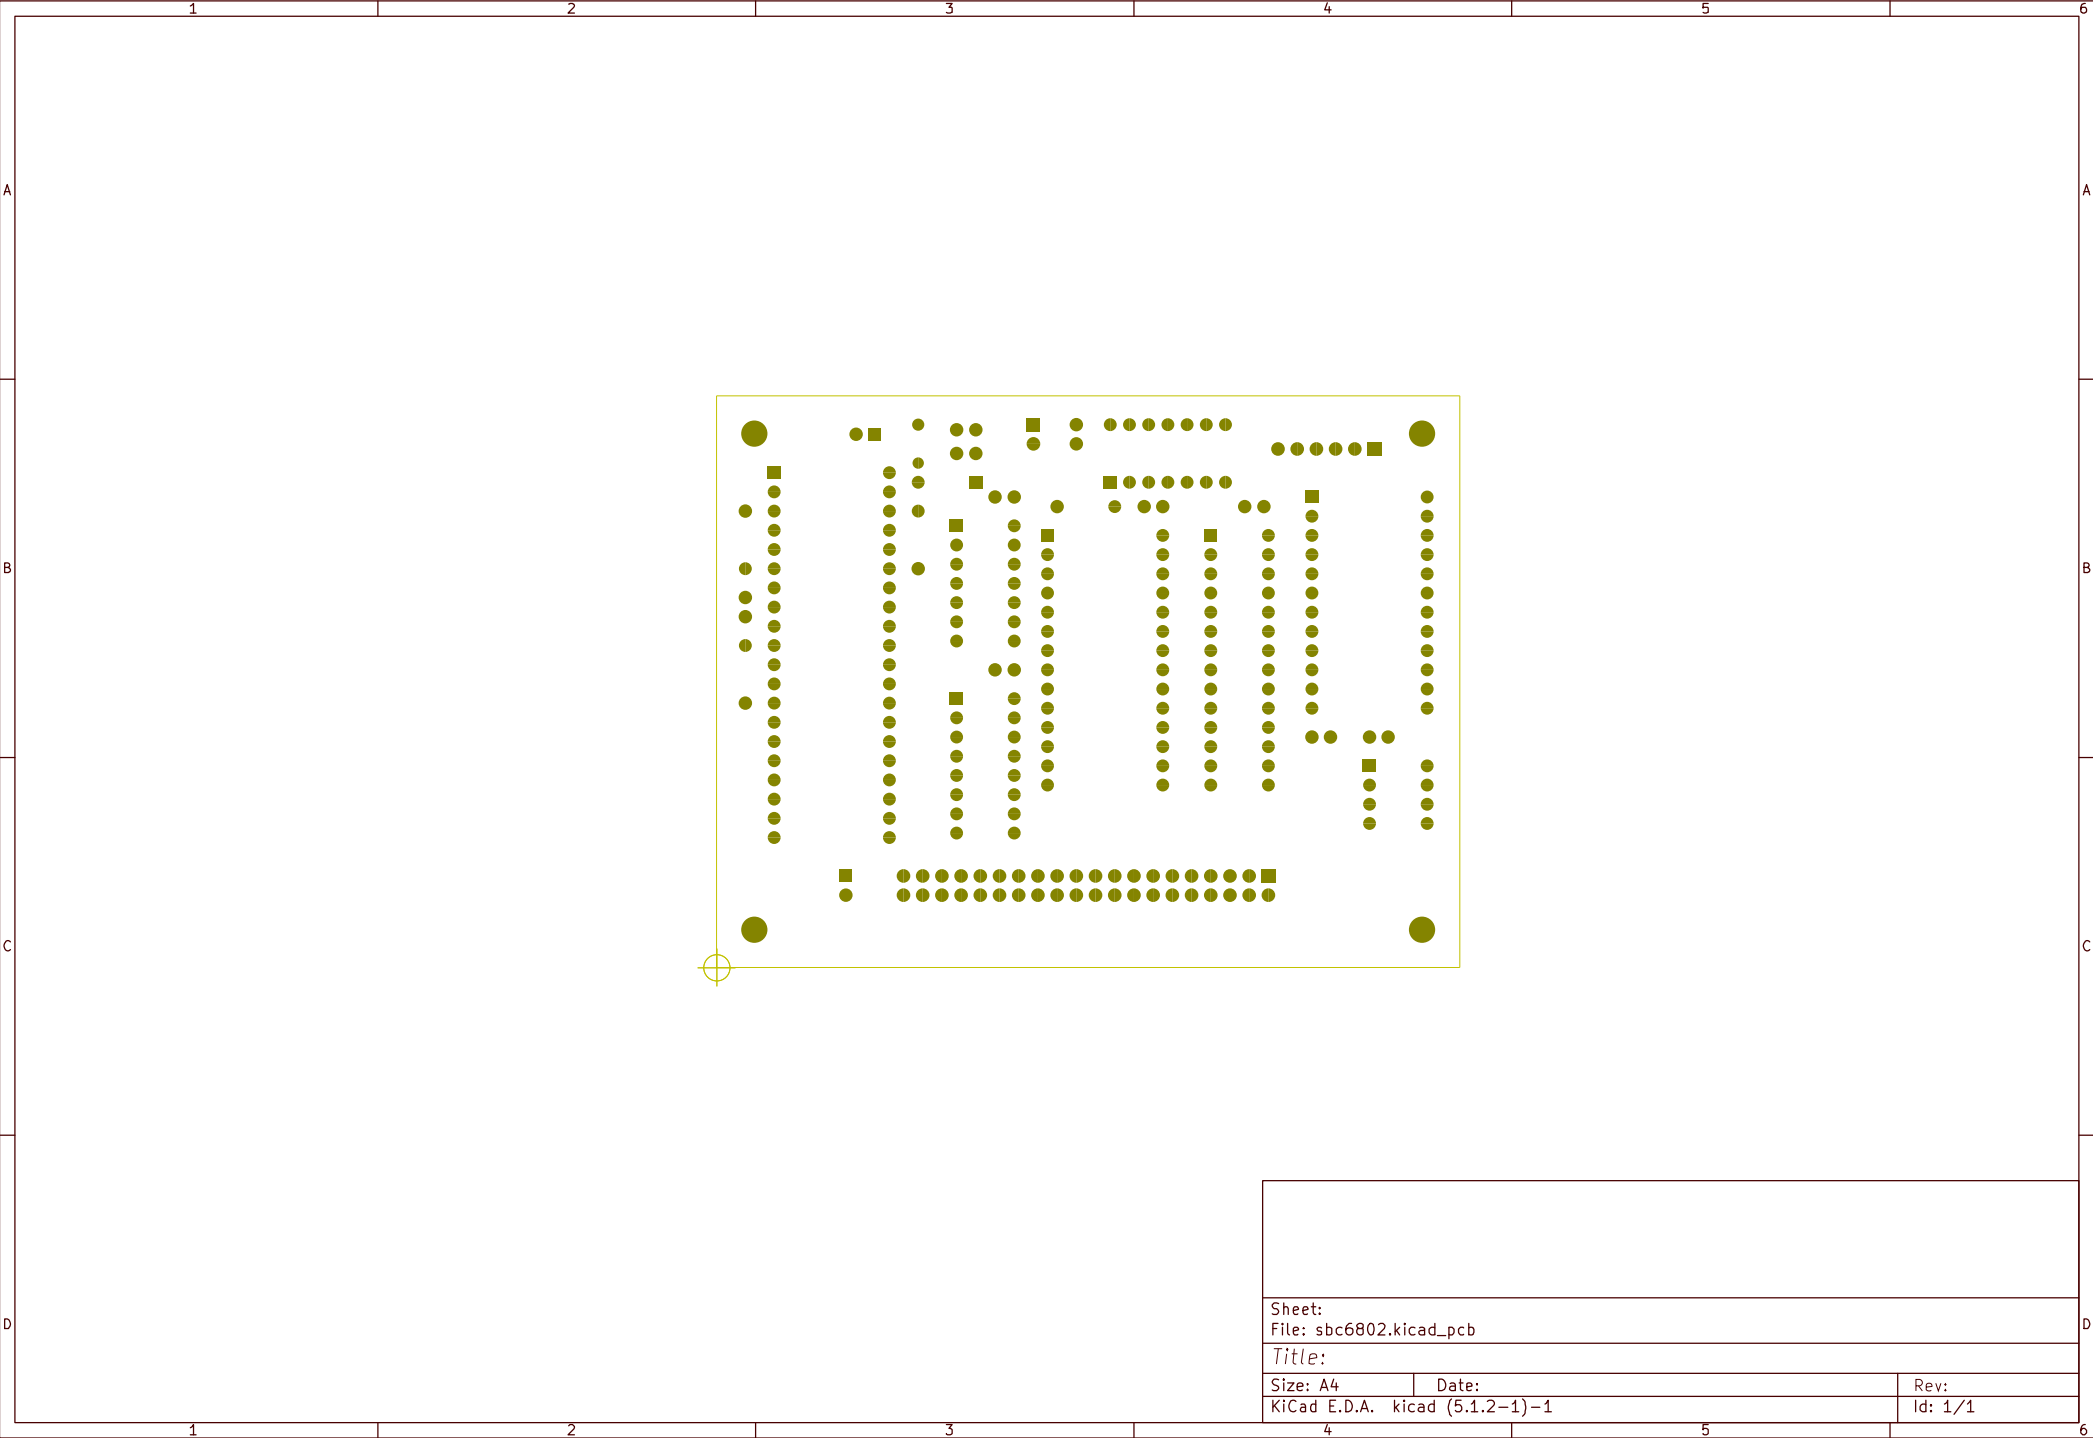 1 2 3 4 5 6
A A
B B
C C
Sheet:
File: sbc6802.kicad_pcb
D D
Title:
Size: A4 Date: Rev:
KiCad E.D.A. kicad (5.1.2-1)-1 Id: 1/1
1 2 3 4 5 6